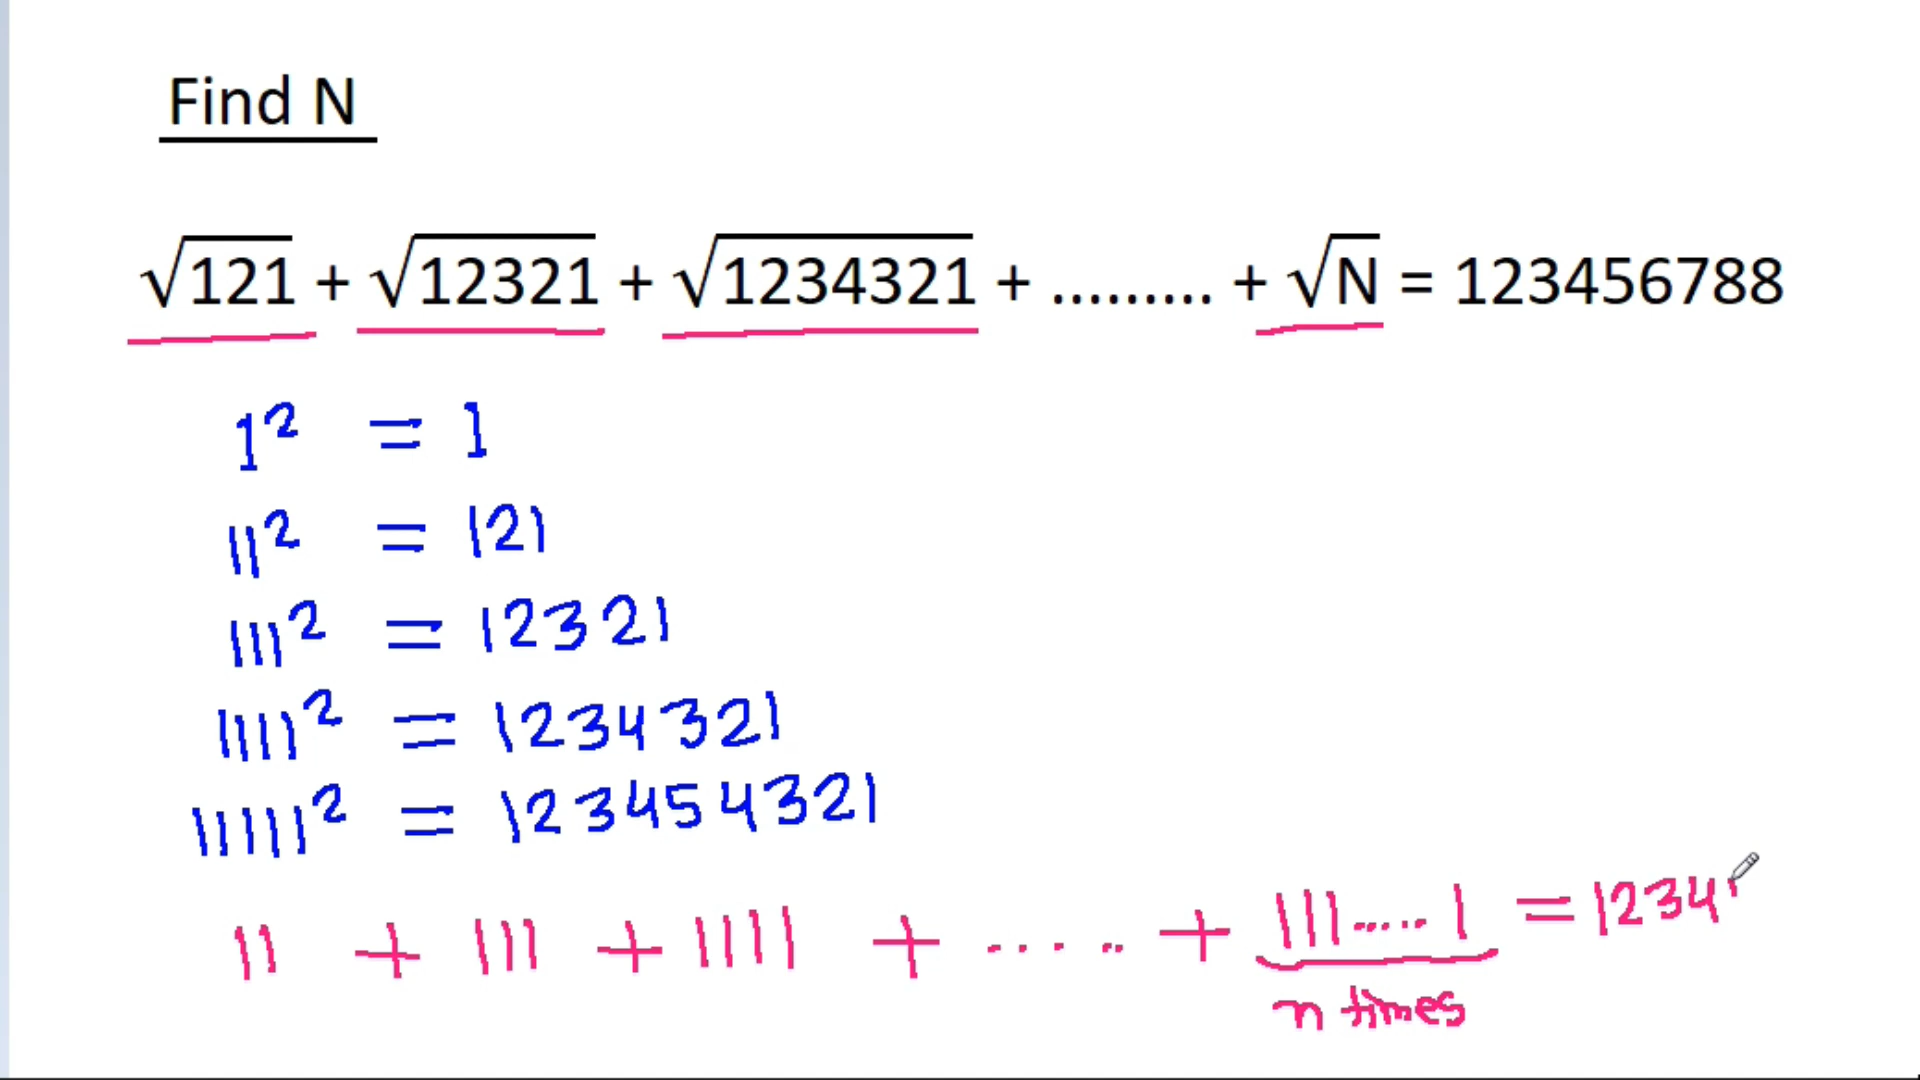 Find N
√121 + √12321 + √1234321 + ......... + √N = 123456788
1² = 1
11² = 121
111² = 12321
1111² = 1234321
11111² = 123454321
11 + 111 + 1111 + ..... + 111.....1 = 1234
n times